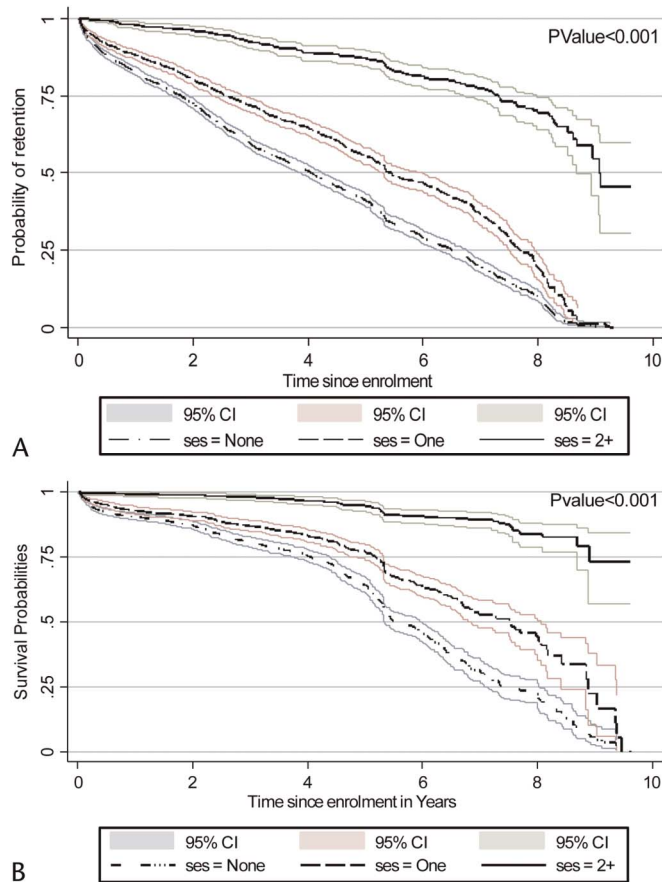 1
PValue<0.001
.75
Probability of retention
.5
.25
0
0 2 4 6 8 10
Time since enrolment
95% CI 95% CI 95% CI
ses = None ses = One ses = 2+
A
1
Pvalue<0.001
.75
Survival Probabilities
.5
.25
0
0 2 4 6 8 10
Time since enrolment in Years
95% CI 95% CI 95% CI
ses = None ses = One ses = 2+
B